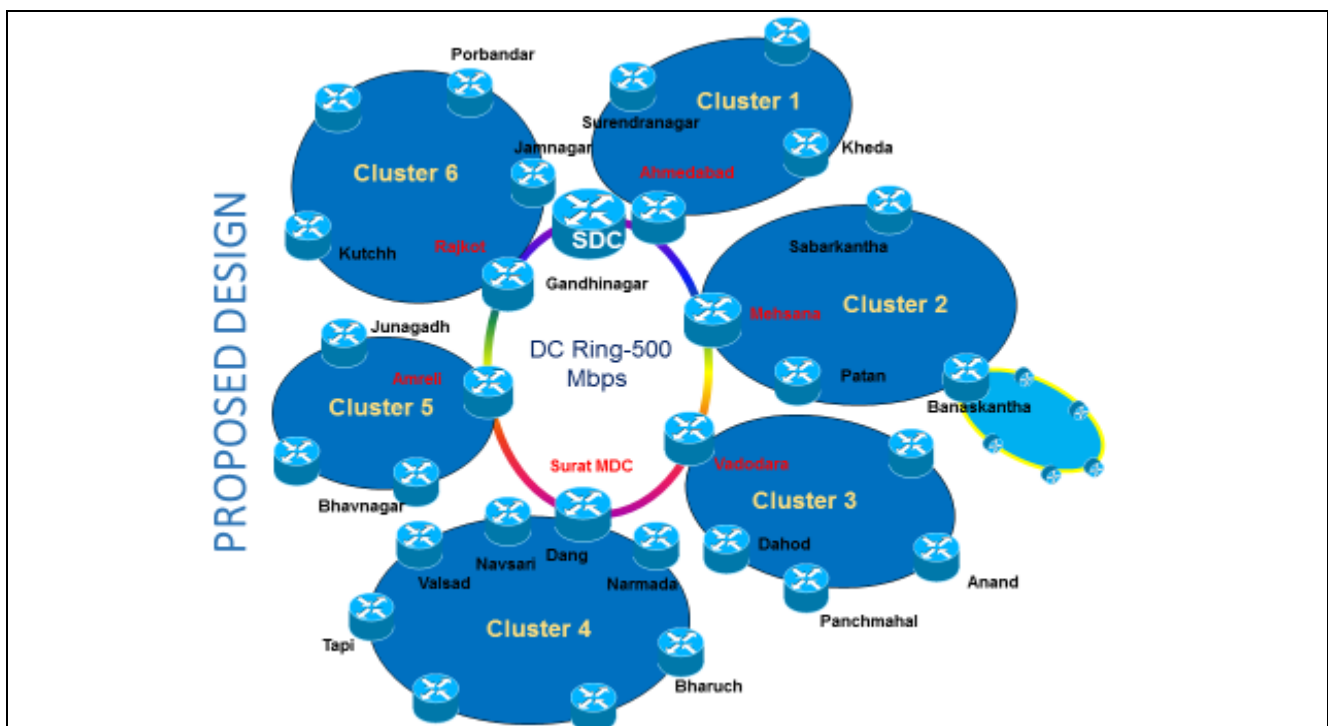 PROPOSED DESIGN
Porbandar
Cluster 1
Surendranagar
Jamnagar
Kheda
Cluster 6
Ahmedabad
SDC
Sabarkantha
Kutchh
Rajkot
Gandhinagar
Cluster 2
Mehsana
Junagadh
DC Ring-500
Mbps
Amreli
Patan
Cluster 5
Banaskantha
Surat MDC
Vadodara
Cluster 3
Bhavnagar
Dahod
Navsari
Dang
Valsad
Narmada
Anand
Panchmahal
Cluster 4
Tapi
Bharuch